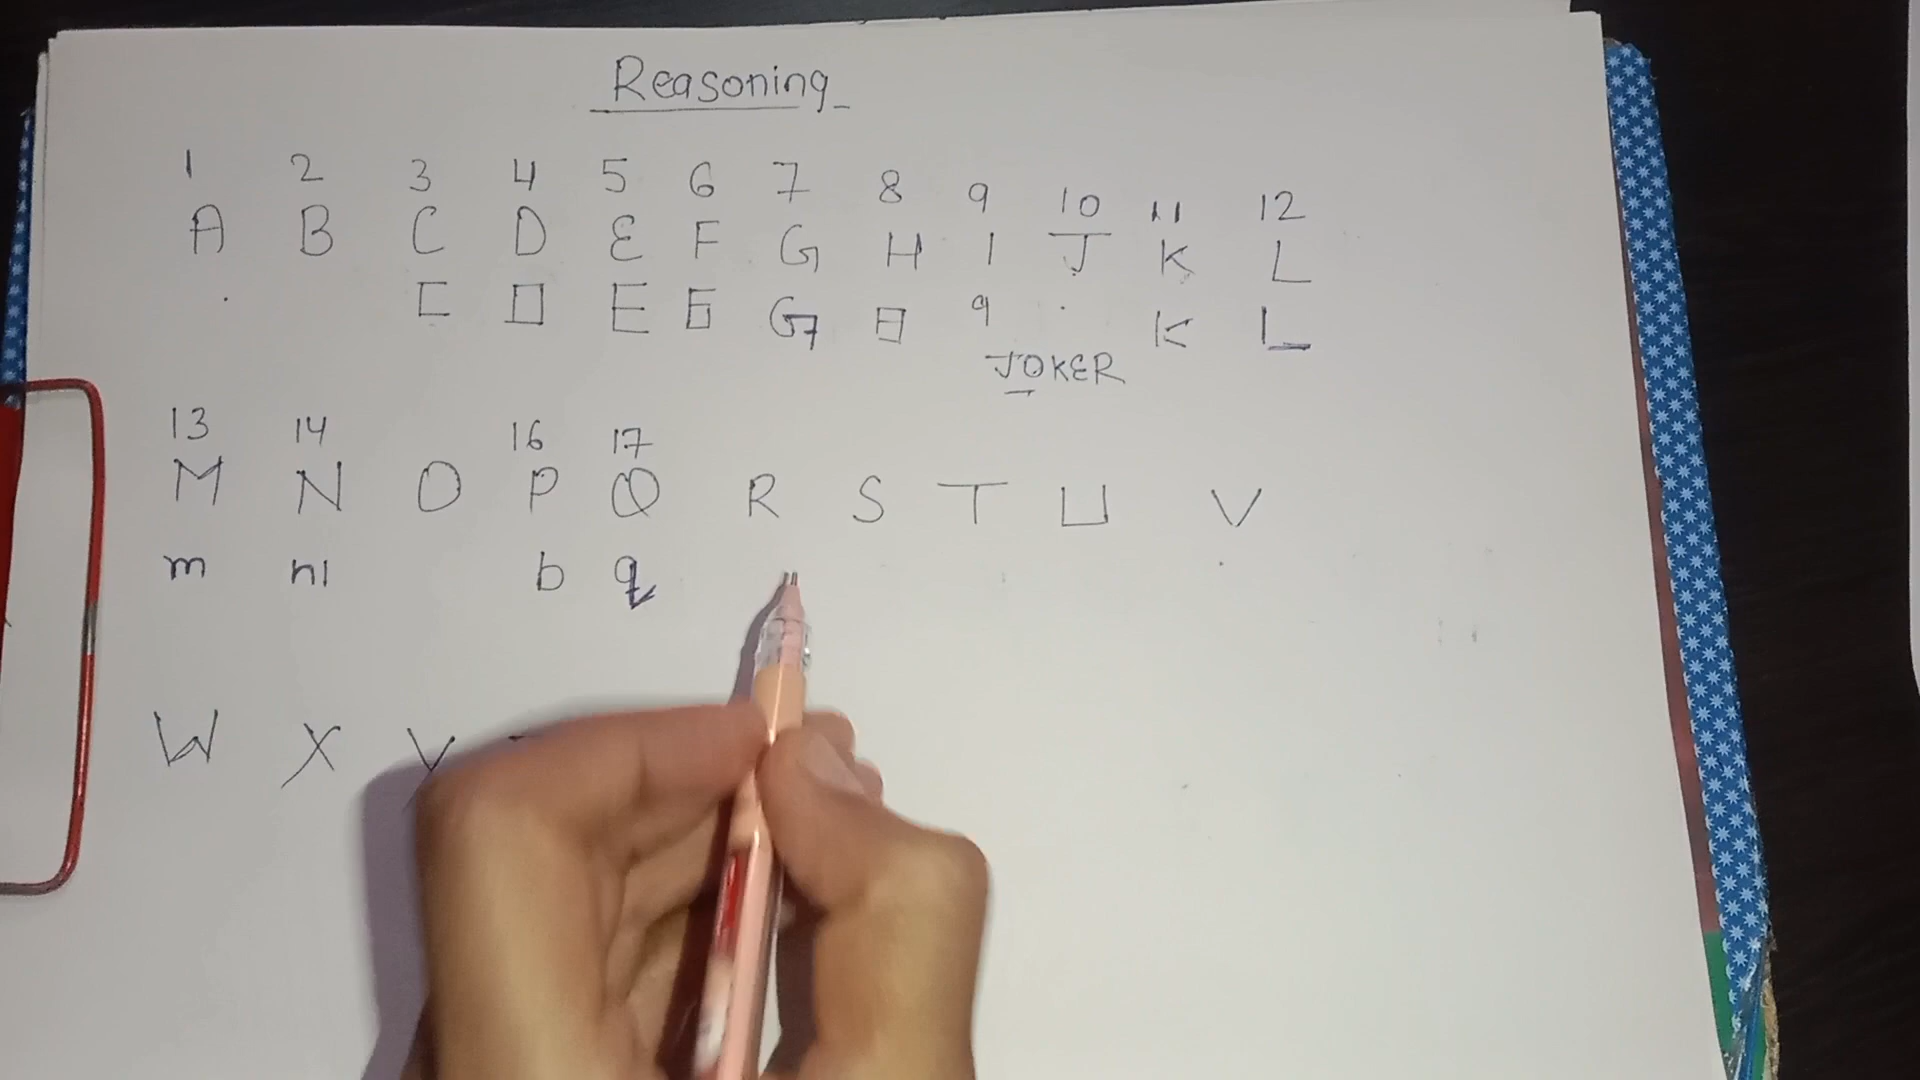 Reasoning
1 2 3 4 5 6 7 8 9 10 11 12
A B C D E F G H I J K L
E G7 9 K L
JOKER
13 14 16 17
M N O P Q R S T U V
m n1 b q
W X